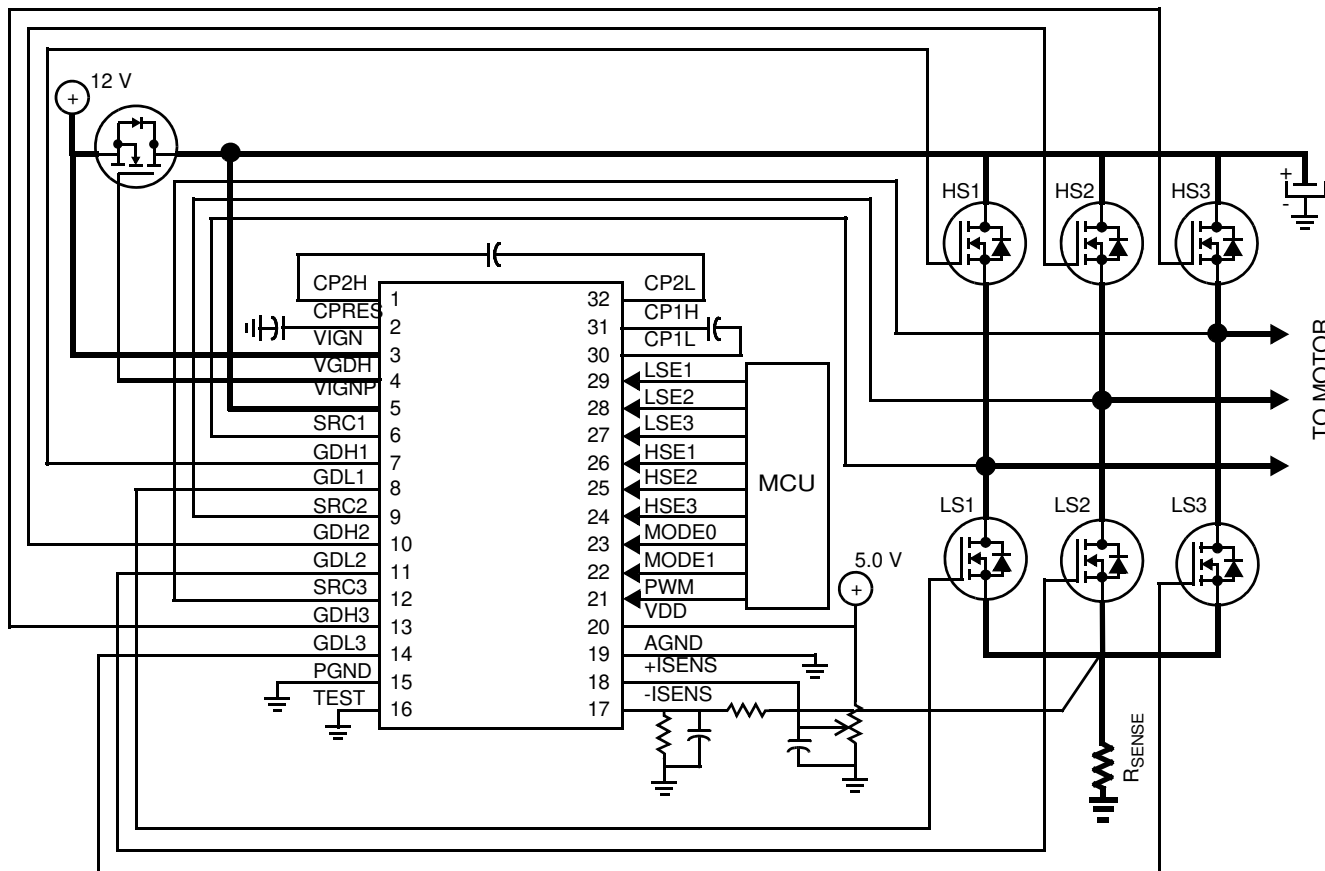 12 V
+
HS1
HS2
HS3
+
-
CP2H
1
32
CP2L
CPRES
2
31
CP1H
VIGN
3
30
CP1L
VGDH
4
29
LSE1
VIGNP
5
28
LSE2
SRC1
6
27
LSE3
GDH1
7
26
HSE1
GDL1
8
25
HSE2
SRC2
9
24
HSE3
GDH2
10
23
MODE0
GDL2
11
22
MODE1
SRC3
12
21
PWM
GDH3
13
20
VDD
GDL3
14
19
AGND
PGND
15
18
+ISENS
TEST
16
17
-ISENS
MCU
5.0 V
+
LS1
LS2
LS3
TO MOTOR
RSENSE